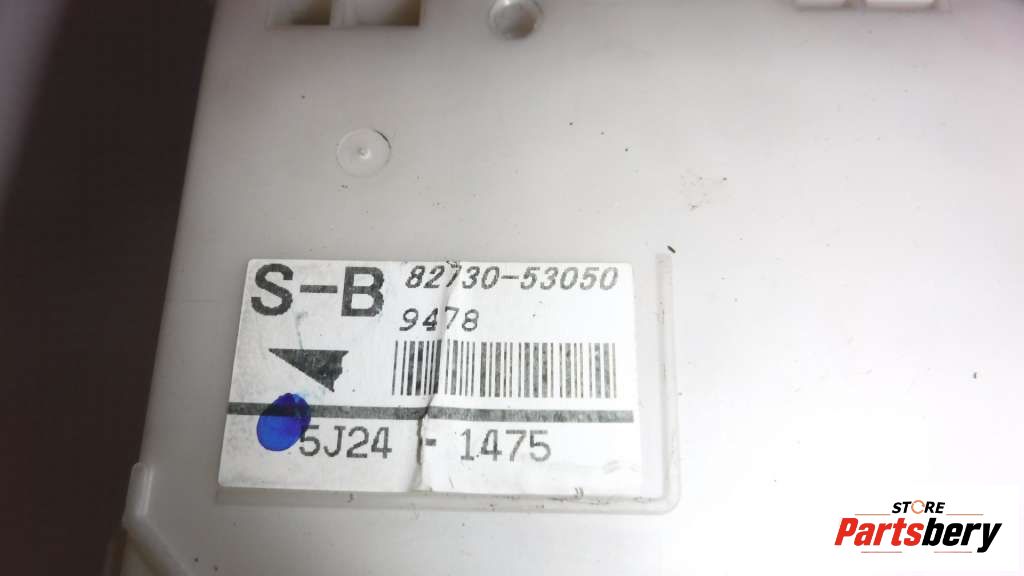 S-B 82730-53050
9478
5J24 - 1475
STORE
Partsbery